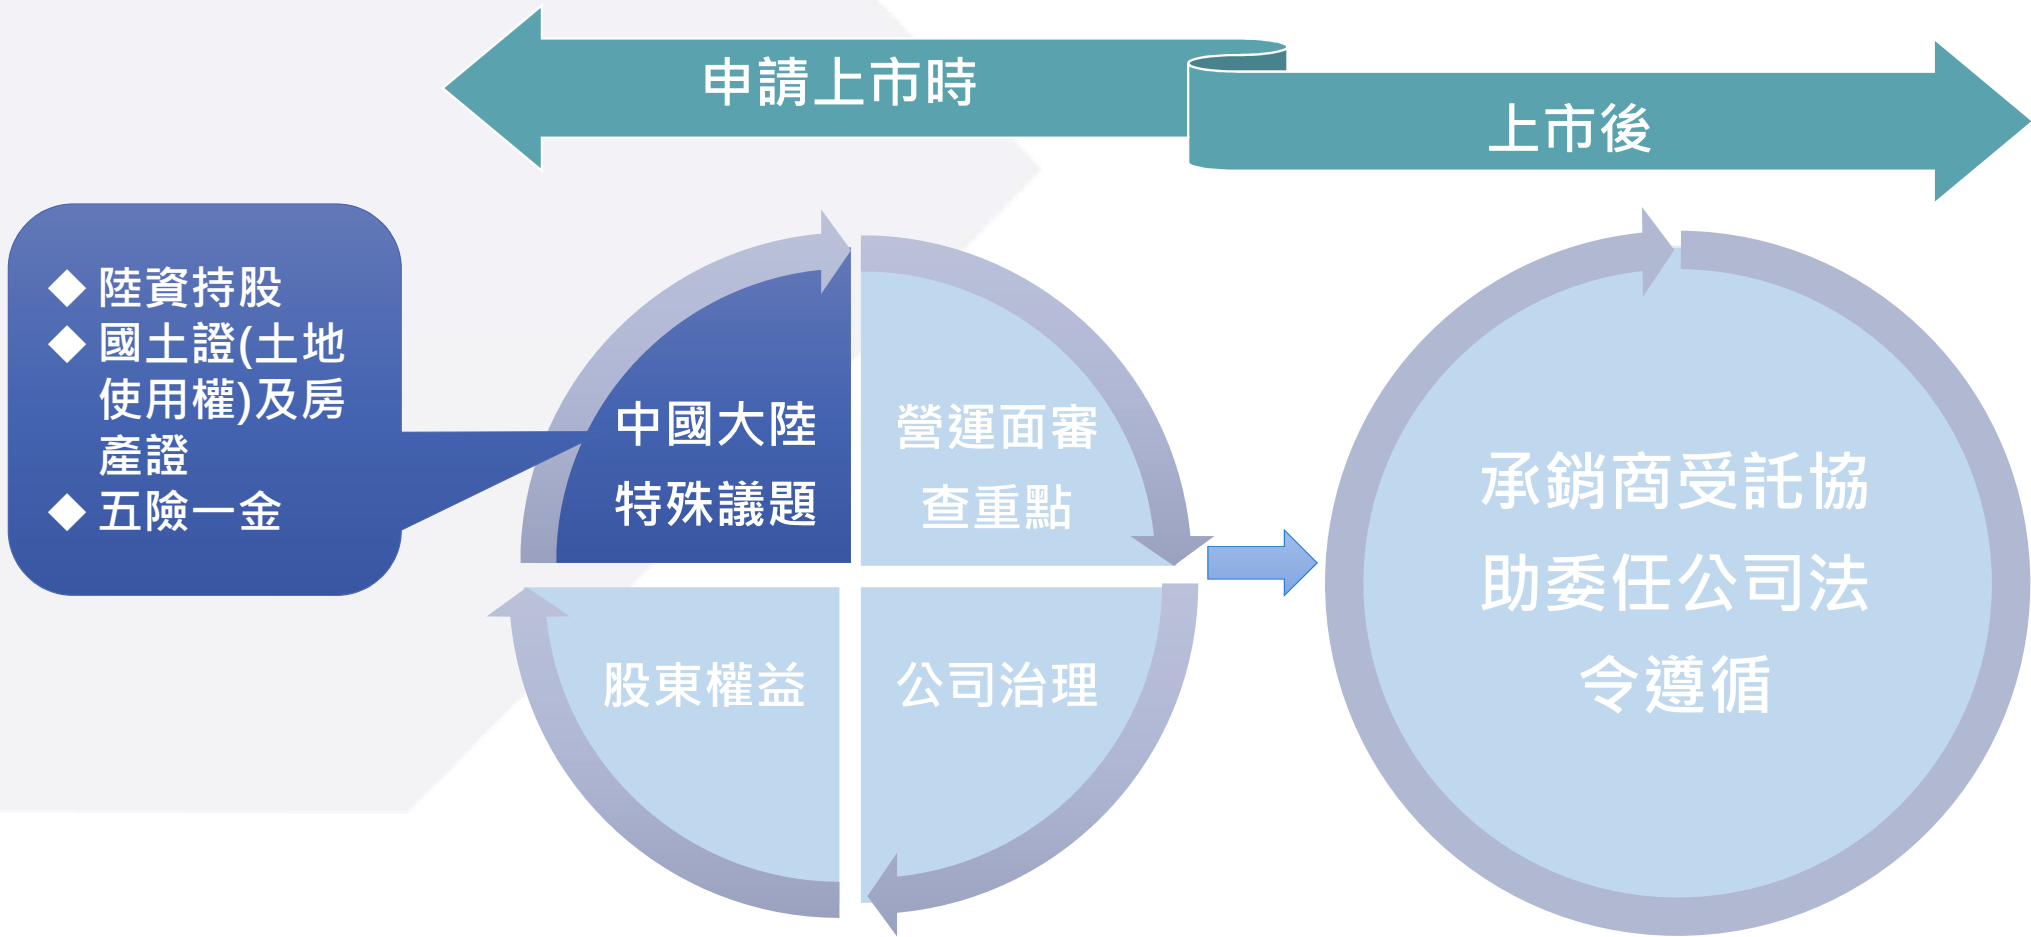 申請上市時
上市後
◆ 陸資持股
◆ 國土證(土地
使用權)及房
產證
◆ 五險一金
中國大陸
特殊議題
營運面審
查重點
股東權益
公司治理
承銷商受託協
助委任公司法
令遵循